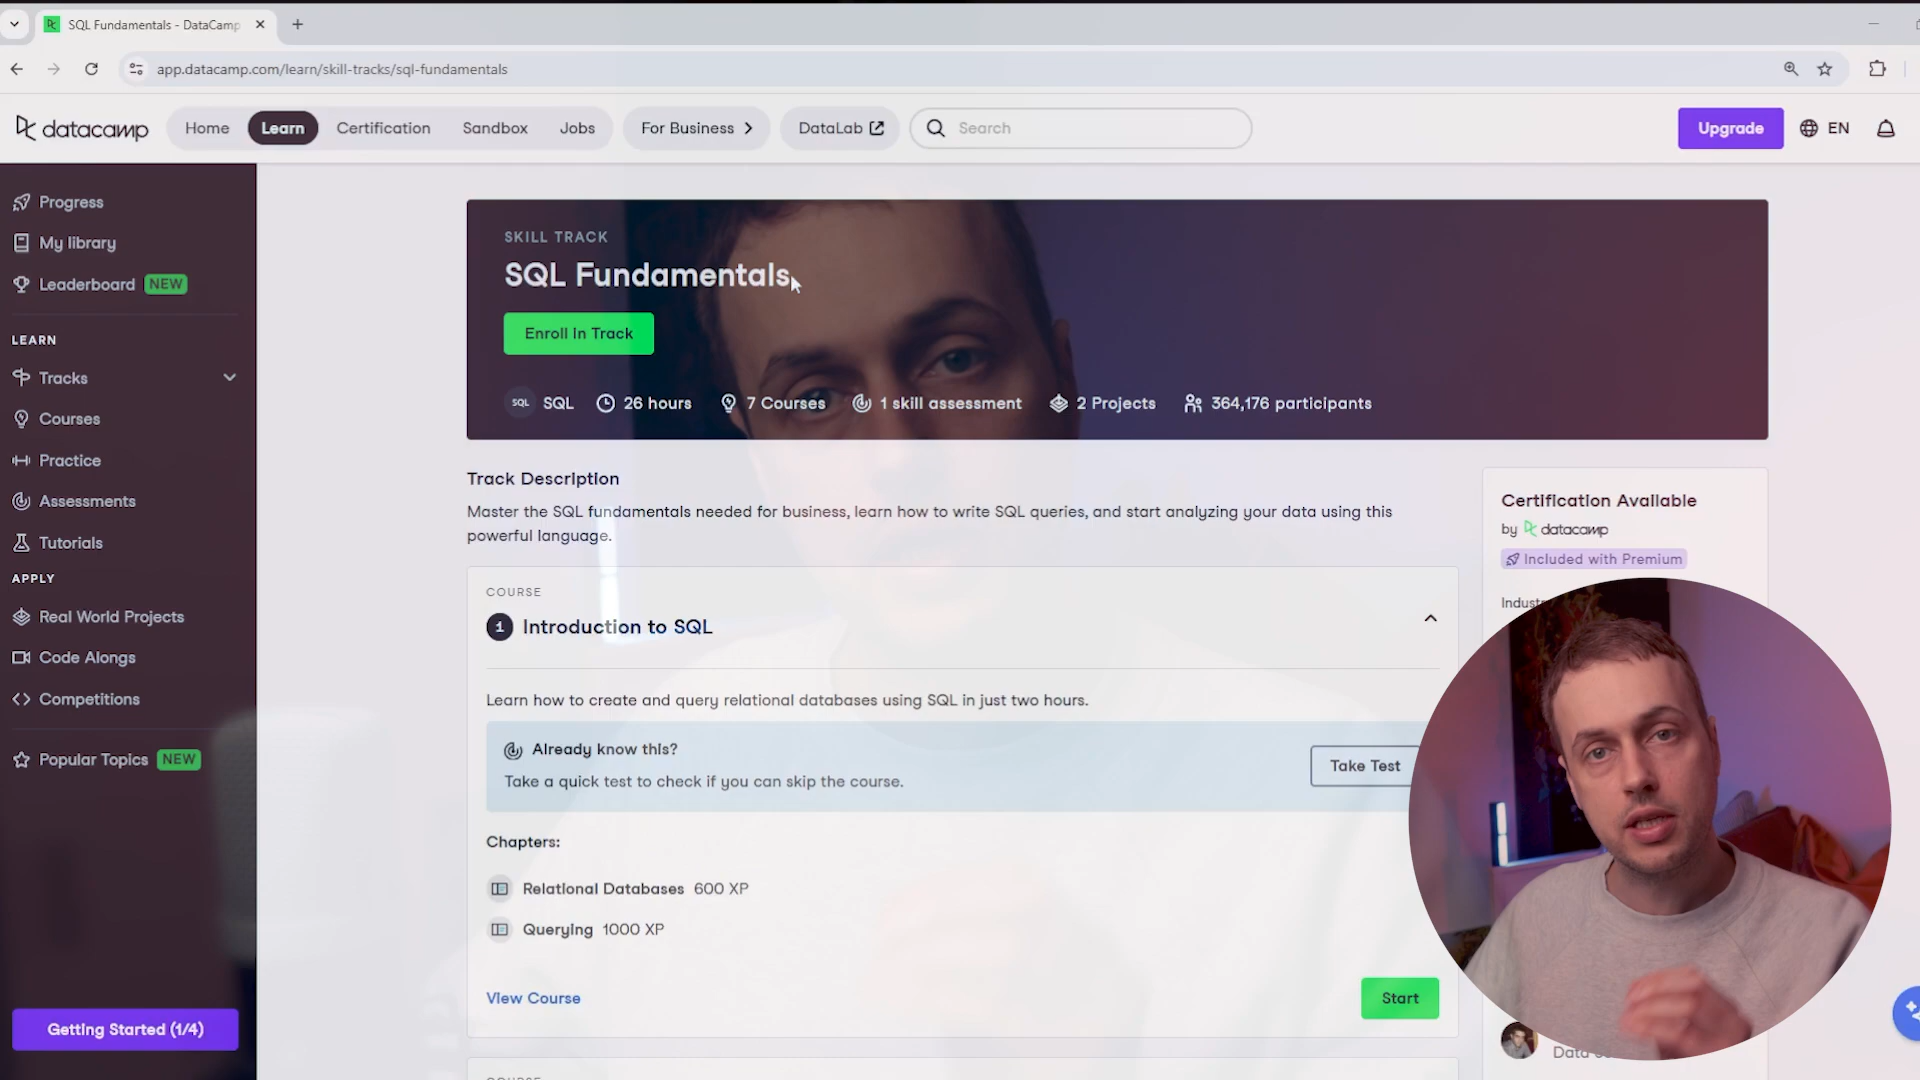 SQL Fundamentals - DataCamp
app.datacamp.com/learn/skill-tracks/sql-fundamentals
datacamp
Home
Learn
Certification
Sandbox
Jobs
For Business
DataLab
Search
Upgrade
EN
Progress
My library
Leaderboard NEW
LEARN
Tracks
Courses
Practice
Assessments
Tutorials
APPLY
Real World Projects
Code Alongs
Competitions
Popular Topics NEW
Getting Started (1/4)
SKILL TRACK
SQL Fundamentals
Enroll In Track
SQL SQL
26 hours
7 Courses
1 skill assessment
2 Projects
364,176 participants
Track Description
Master the SQL fundamentals needed for business, learn how to write SQL queries, and start analyzing your data using this
powerful language.
COURSE
1 Introduction to SQL
Learn how to create and query relational databases using SQL in just two hours.
Already know this?
Take a quick test to check if you can skip the course.
Take Test
Chapters:
Relational Databases 600 XP
Querying 1000 XP
View Course
Start
Certification Available
by datacamp
Included with Premium
Data